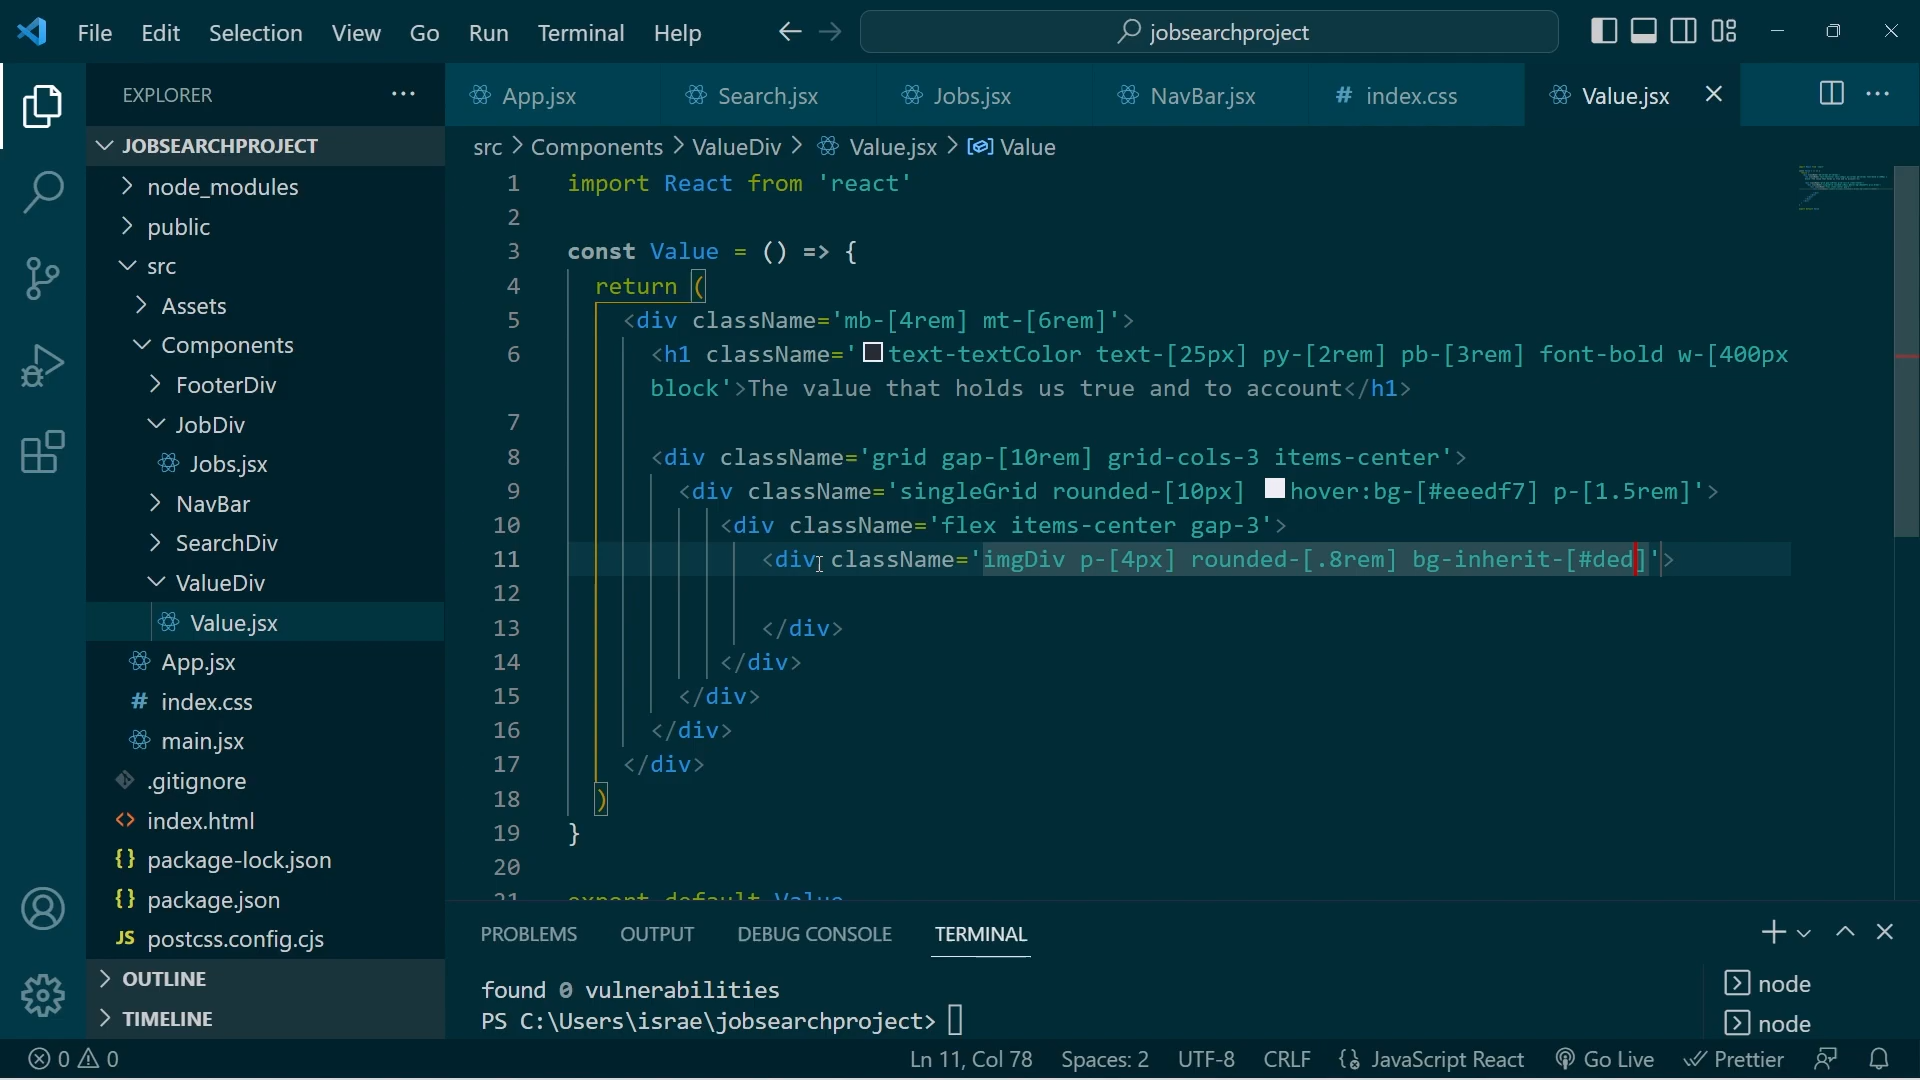 File Edit Selection View Go Run Terminal Help
jobsearchproject
EXPLORER
App.jsx
Search.jsx
Jobs.jsx
NavBar.jsx
# index.css
Value.jsx
JOBSEARCHPROJECT
node_modules
public
src
Assets
Components
FooterDiv
JobDiv
Jobs.jsx
NavBar
SearchDiv
ValueDiv
Value.jsx
App.jsx
# index.css
main.jsx
.gitignore
<> index.html
{} package-lock.json
{} package.json
JS postcss.config.cjs
OUTLINE
TIMELINE
src > Components > ValueDiv > Value.jsx > Value
1 import React from 'react'
2
3 const Value = () => {
4 return (
5 <div className='mb-[4rem] mt-[6rem]'>
6 <h1 className='text-textColor text-[25px] py-[2rem] pb-[3rem] font-bold w-[400px
block'>The value that holds us true and to account</h1>
7
8 <div className='grid gap-[10rem] grid-cols-3 items-center'>
9 <div className='singleGrid rounded-[10px] hover:bg-[#eeedf7] p-[1.5rem]'>
10 <div className='flex items-center gap-3'>
11 <div className='imgDiv p-[4px] rounded-[.8rem] bg-inherit-[#ded]'>
12
13 </div>
14 </div>
15 </div>
16 </div>
17 </div>
18 )
19 }
20
21 export default Value
PROBLEMS OUTPUT DEBUG CONSOLE TERMINAL
found 0 vulnerabilities
PS C:\Users\israe\jobsearchproject>
node
node
0 0
Ln 11, Col 78 Spaces: 2 UTF-8 CRLF JavaScript React Go Live Prettier